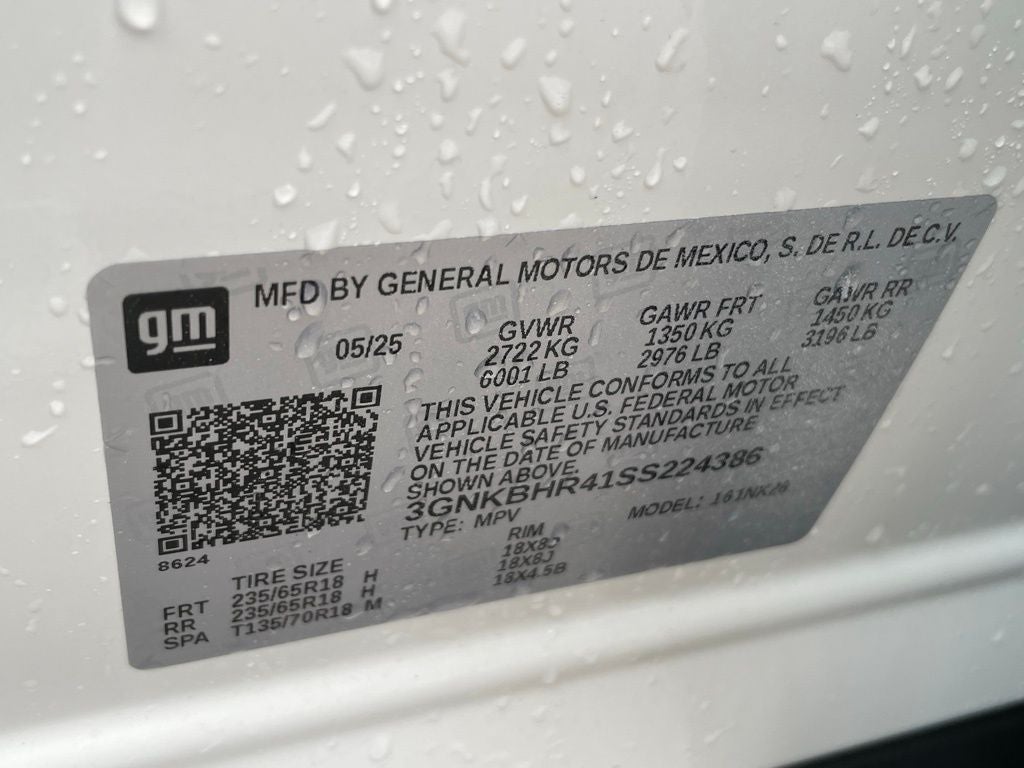 gm
MFD BY GENERAL MOTORS DE MEXICO, S. DE R.L. DE C.V.
05/25 GVWR GAWR FRT GAWR RR
2722 KG 1350 KG 1450 KG
6001 LB 2976 LB 3196 LB
THIS VEHICLE CONFORMS TO ALL
APPLICABLE U.S. FEDERAL MOTOR
VEHICLE SAFETY STANDARDS IN EFFECT
ON THE DATE OF MANUFACTURE
SHOWN ABOVE.
3GNKBHR41SS224386
TYPE: MPV MODEL: 161NK26
8624
TIRE SIZE RIM
FRT 235/65R18 H 18X8J
RR 235/65R18 H 18X8J
SPA T135/70R18 M 18X4.5B